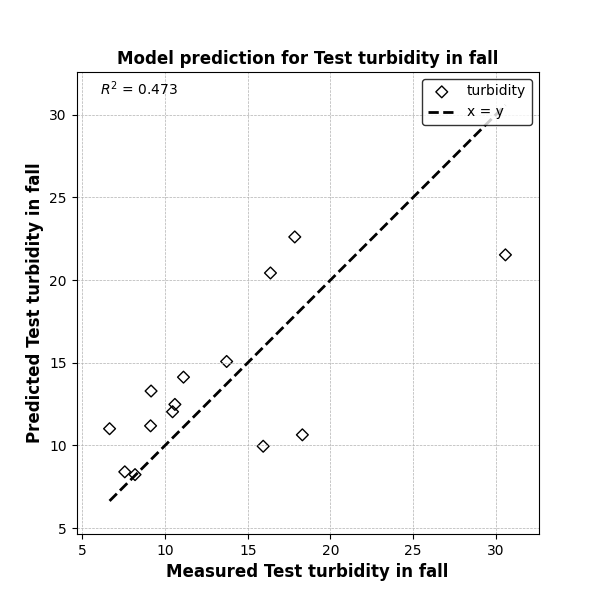 Model prediction for Test turbidity in fall
R² = 0.473
turbidity
x = y
30
25
20
15
10
5
Predicted Test turbidity in fall
5 10 15 20 25 30
Measured Test turbidity in fall